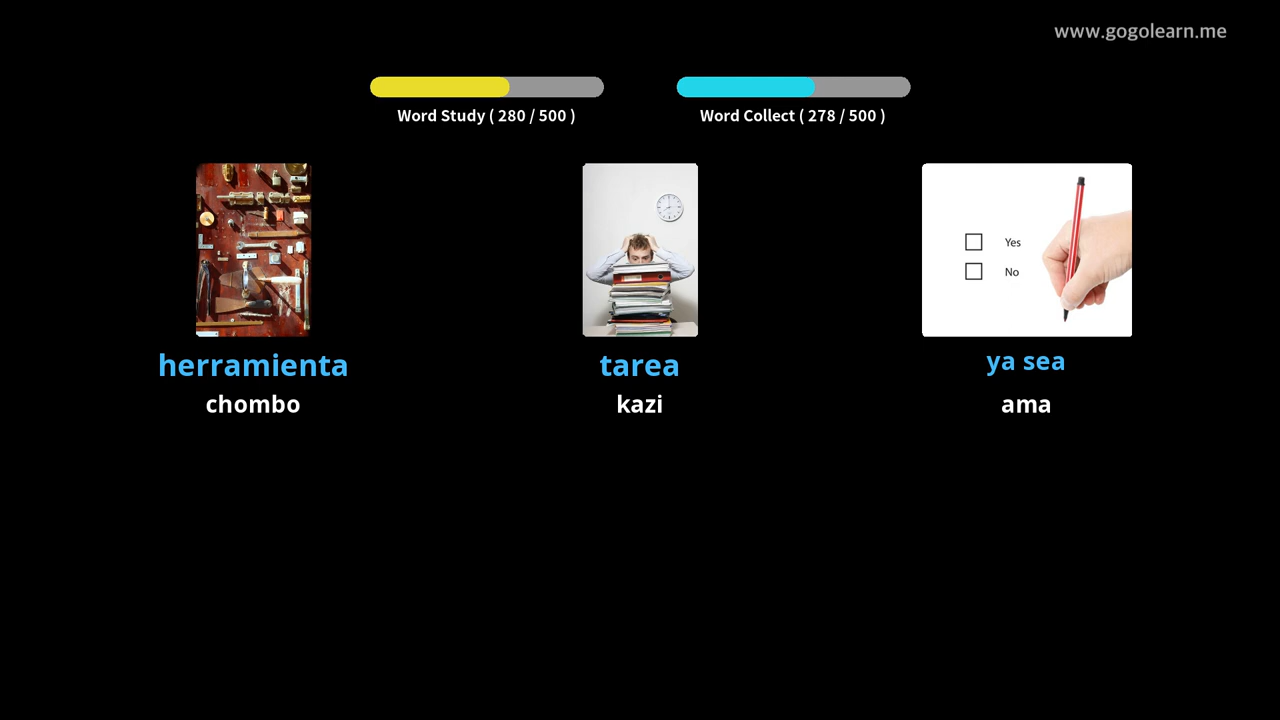 www.gogolearn.me
Word Study ( 280 / 500 )
Word Collect ( 278 / 500 )
Yes
No
herramienta
chombo
tarea
kazi
ya sea
ama